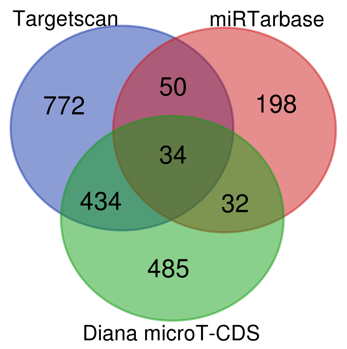 Targetscan miRTarbase
50
772 198
34
434 32
485
Diana microT-CDS